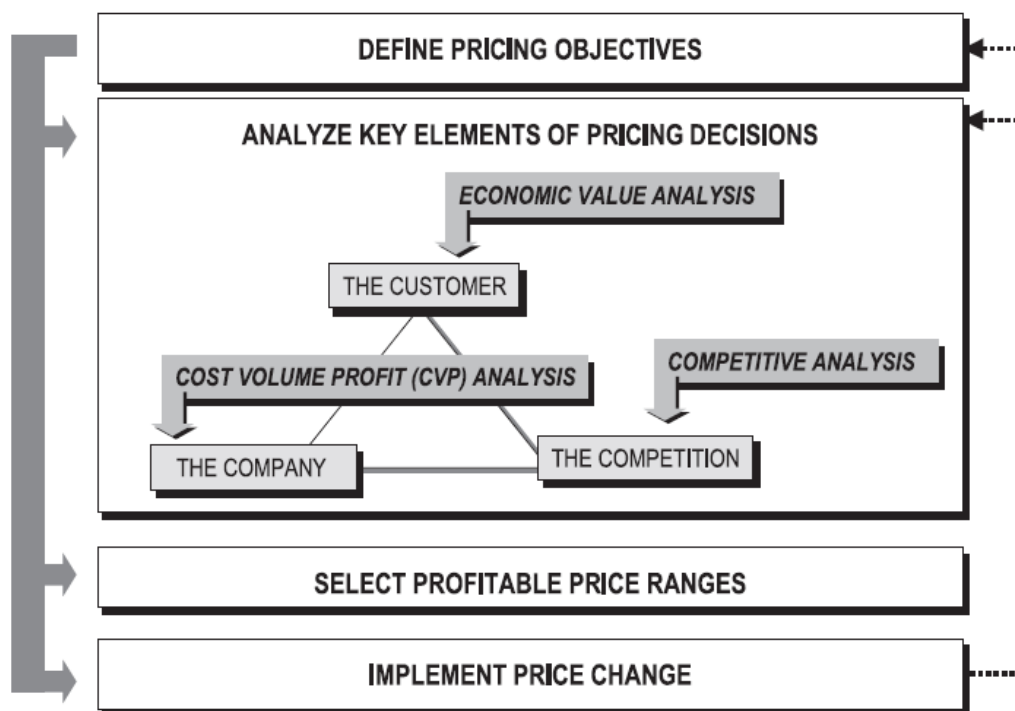 DEFINE PRICING OBJECTIVES
ANALYZE KEY ELEMENTS OF PRICING DECISIONS
ECONOMIC VALUE ANALYSIS
THE CUSTOMER
COST VOLUME PROFIT (CVP) ANALYSIS
COMPETITIVE ANALYSIS
THE COMPANY
THE COMPETITION
SELECT PROFITABLE PRICE RANGES
IMPLEMENT PRICE CHANGE